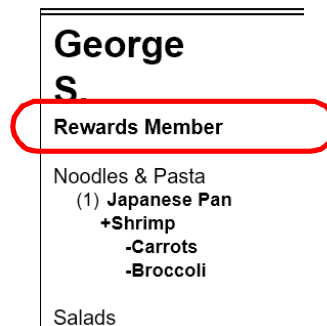 George
S.
Rewards Member
Noodles & Pasta
(1) Japanese Pan
+Shrimp
-Carrots
-Broccoli
Salads